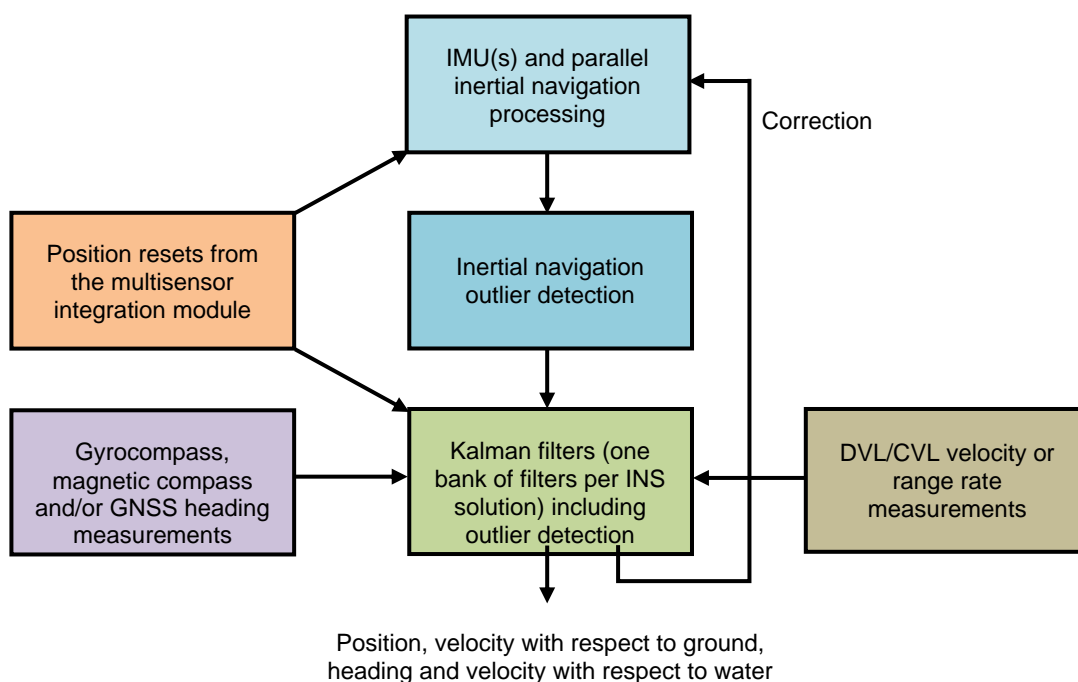 IMU(s) and parallel
inertial navigation
processing
Correction
Position resets from
the multisensor
integration module
Inertial navigation
outlier detection
Gyrocompass,
magnetic compass
and/or GNSS heading
measurements
Kalman filters (one
bank of filters per INS
solution) including
outlier detection
DVL/CVL velocity or
range rate
measurements
Position, velocity with respect to ground,
heading and velocity with respect to water